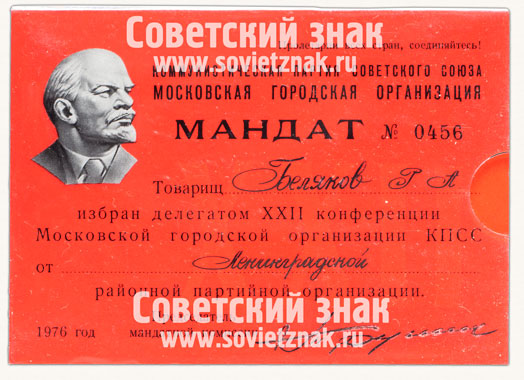 Советский знак
Пролетарии всех стран, соединяйтесь!
www.sovietznak.ru
КОММУНИСТИЧЕСКАЯ ПАРТИЯ СОВЕТСКОГО СОЮЗА
МОСКОВСКАЯ ГОРОДСКАЯ ОРГАНИЗАЦИЯ
МАНДАТ № 0456
Товарищ Беляков Р А
избран делегатом XXII конференции
Московской городской организации КПСС
от Ленинградской
районной партийной организации.
Советский знак
1976 год
www.sovietznak.ru